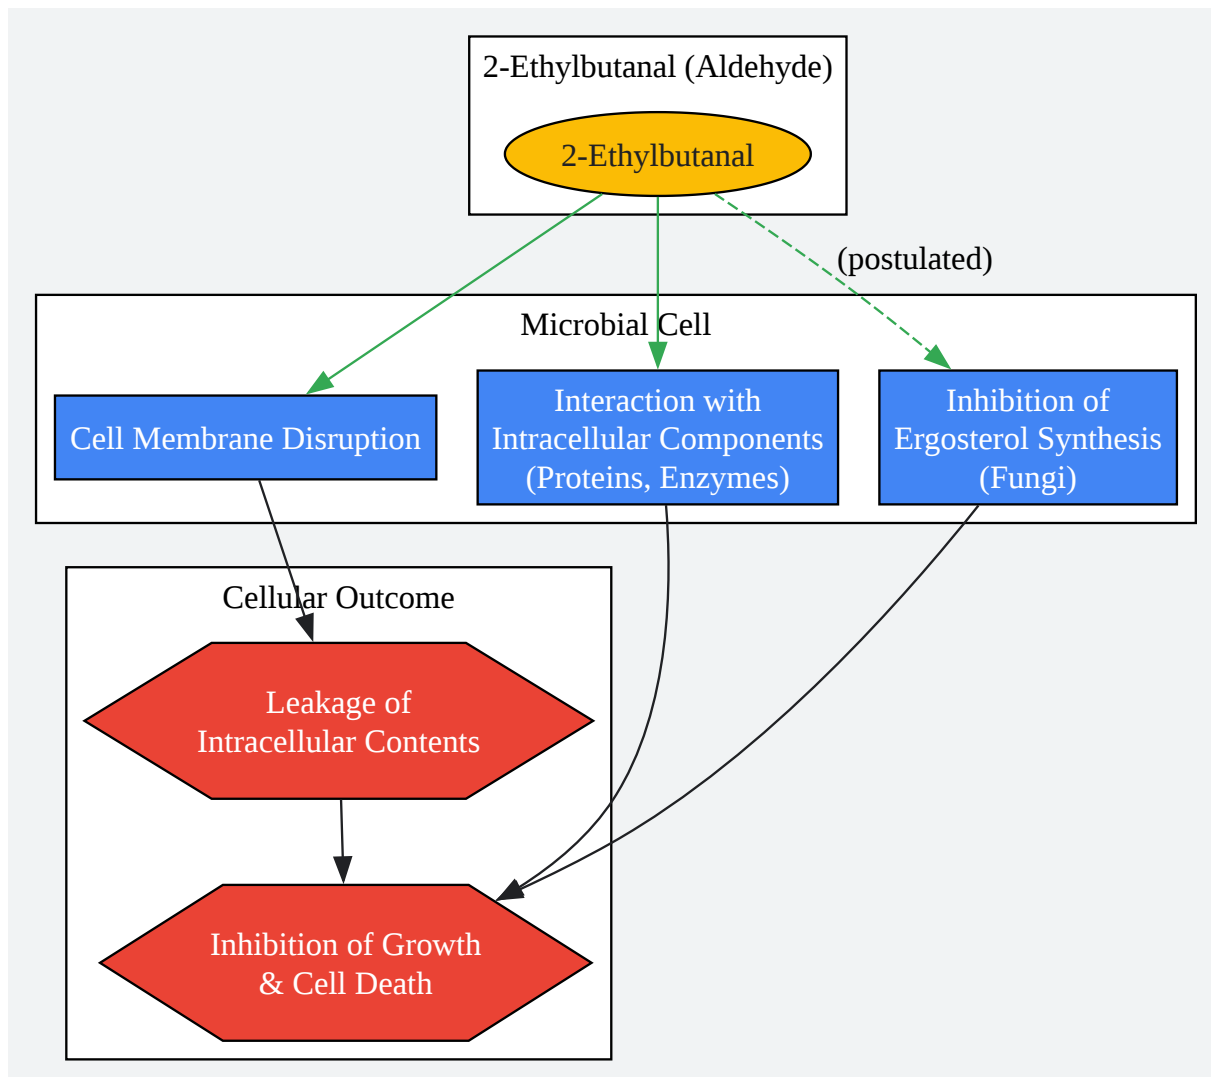 2-Ethylbutanal (Aldehyde)
2-Ethylbutanal
(postulated)
Microbial Cell
Cell Membrane Disruption
Interaction with
Intracellular Components
(Proteins, Enzymes)
Inhibition of
Ergosterol Synthesis
(Fungi)
Cellular Outcome
Leakage of
Intracellular Contents
Inhibition of Growth
& Cell Death